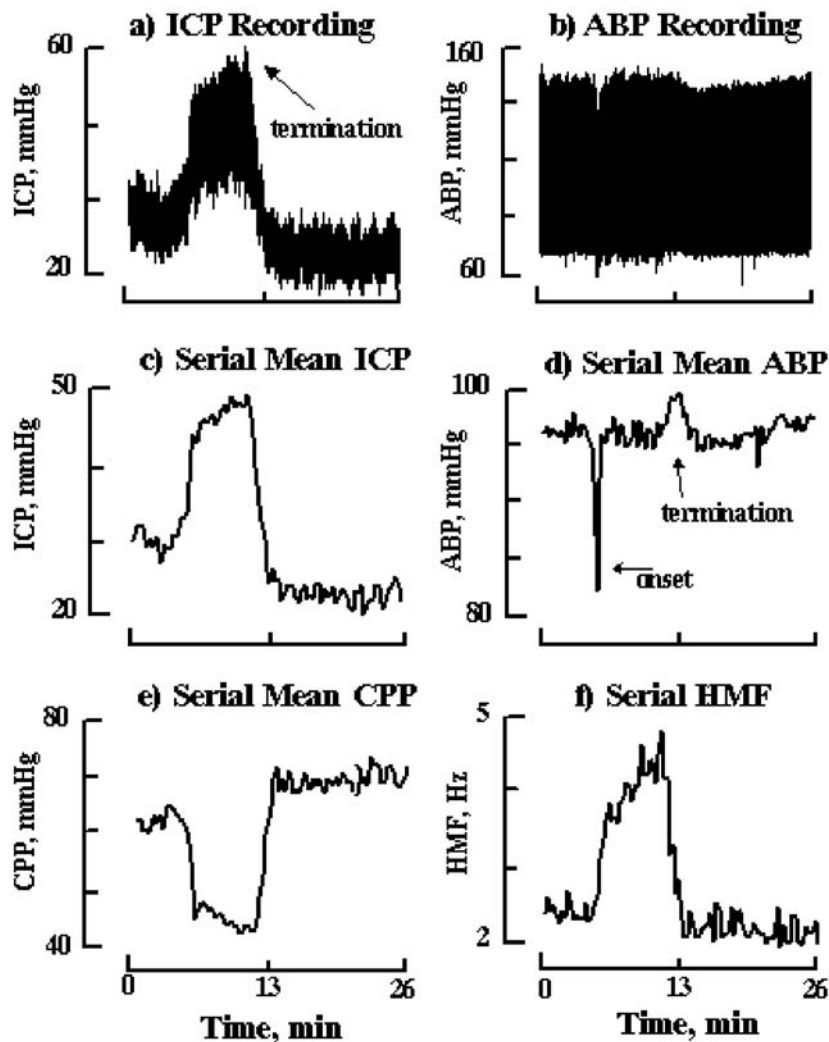 a) ICP Recording
60
ICP, mmHg
20
termination
b) ABP Recording
160
ABP, mmHg
60
c) Serial Mean ICP
50
ICP, mmHg
20
d) Serial Mean ABP
100
ABP, mmHg
80
termination
onset
e) Serial Mean CPP
80
CPP, mmHg
40
0 13 26
Time, min
f) Serial HMF
5
HMF, Hz
2
0 13 26
Time, min